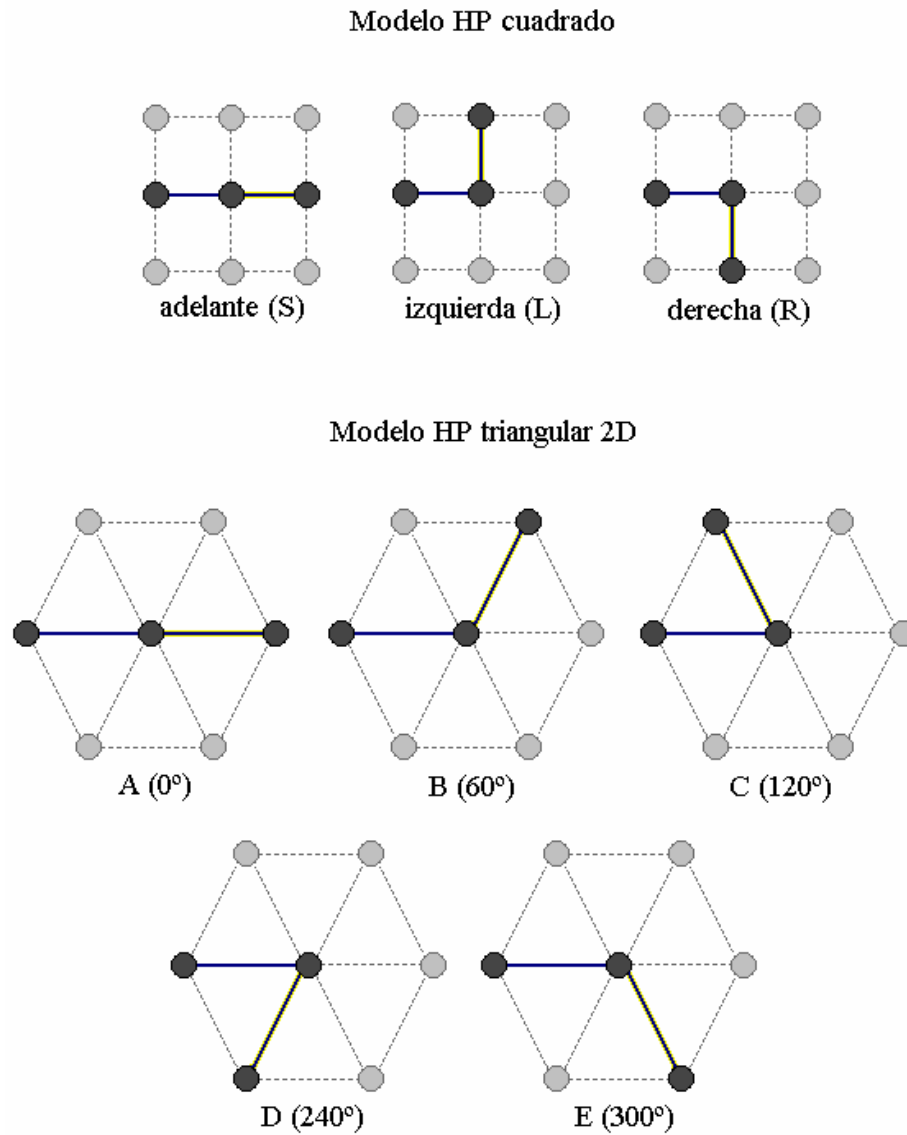 Modelo HP cuadrado
adelante (S)
izquierda (L)
derecha (R)
Modelo HP triangular 2D
A (0º)
B (60º)
C (120º)
D (240º)
E (300º)